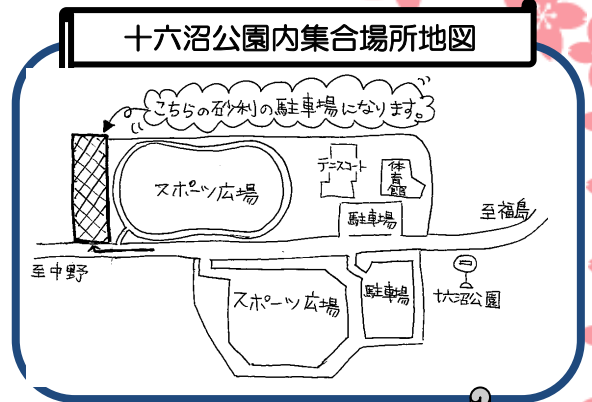 十六沼公園内集合場所地図
こちらの砂利の駐車場になります。
テニスコート
体育館
スポーツ広場
駐車場
至福島
至中野
スポーツ広場
駐車場
十六沼公園